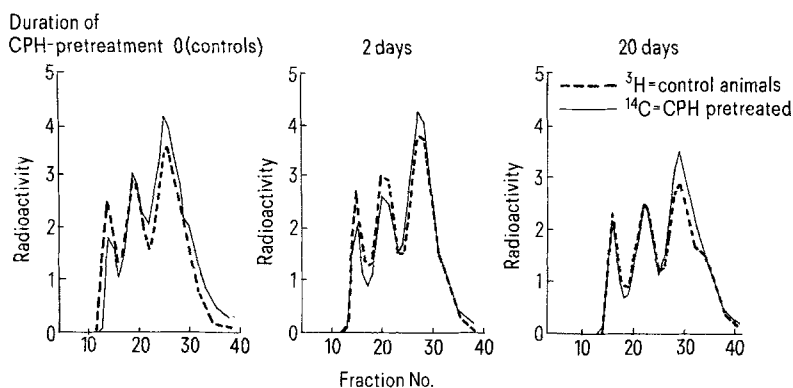 Duration of
CPH-pretreatment 0(controls)
2 days
20 days
³H=control animals
¹⁴C=CPH pretreated
Radioactivity
5
4
3
2
1
0
10 20 30 40
Radioactivity
5
4
3
2
1
0
10 20 30 40
Radioactivity
5
4
3
2
1
0
10 20 30 40
Fraction No.